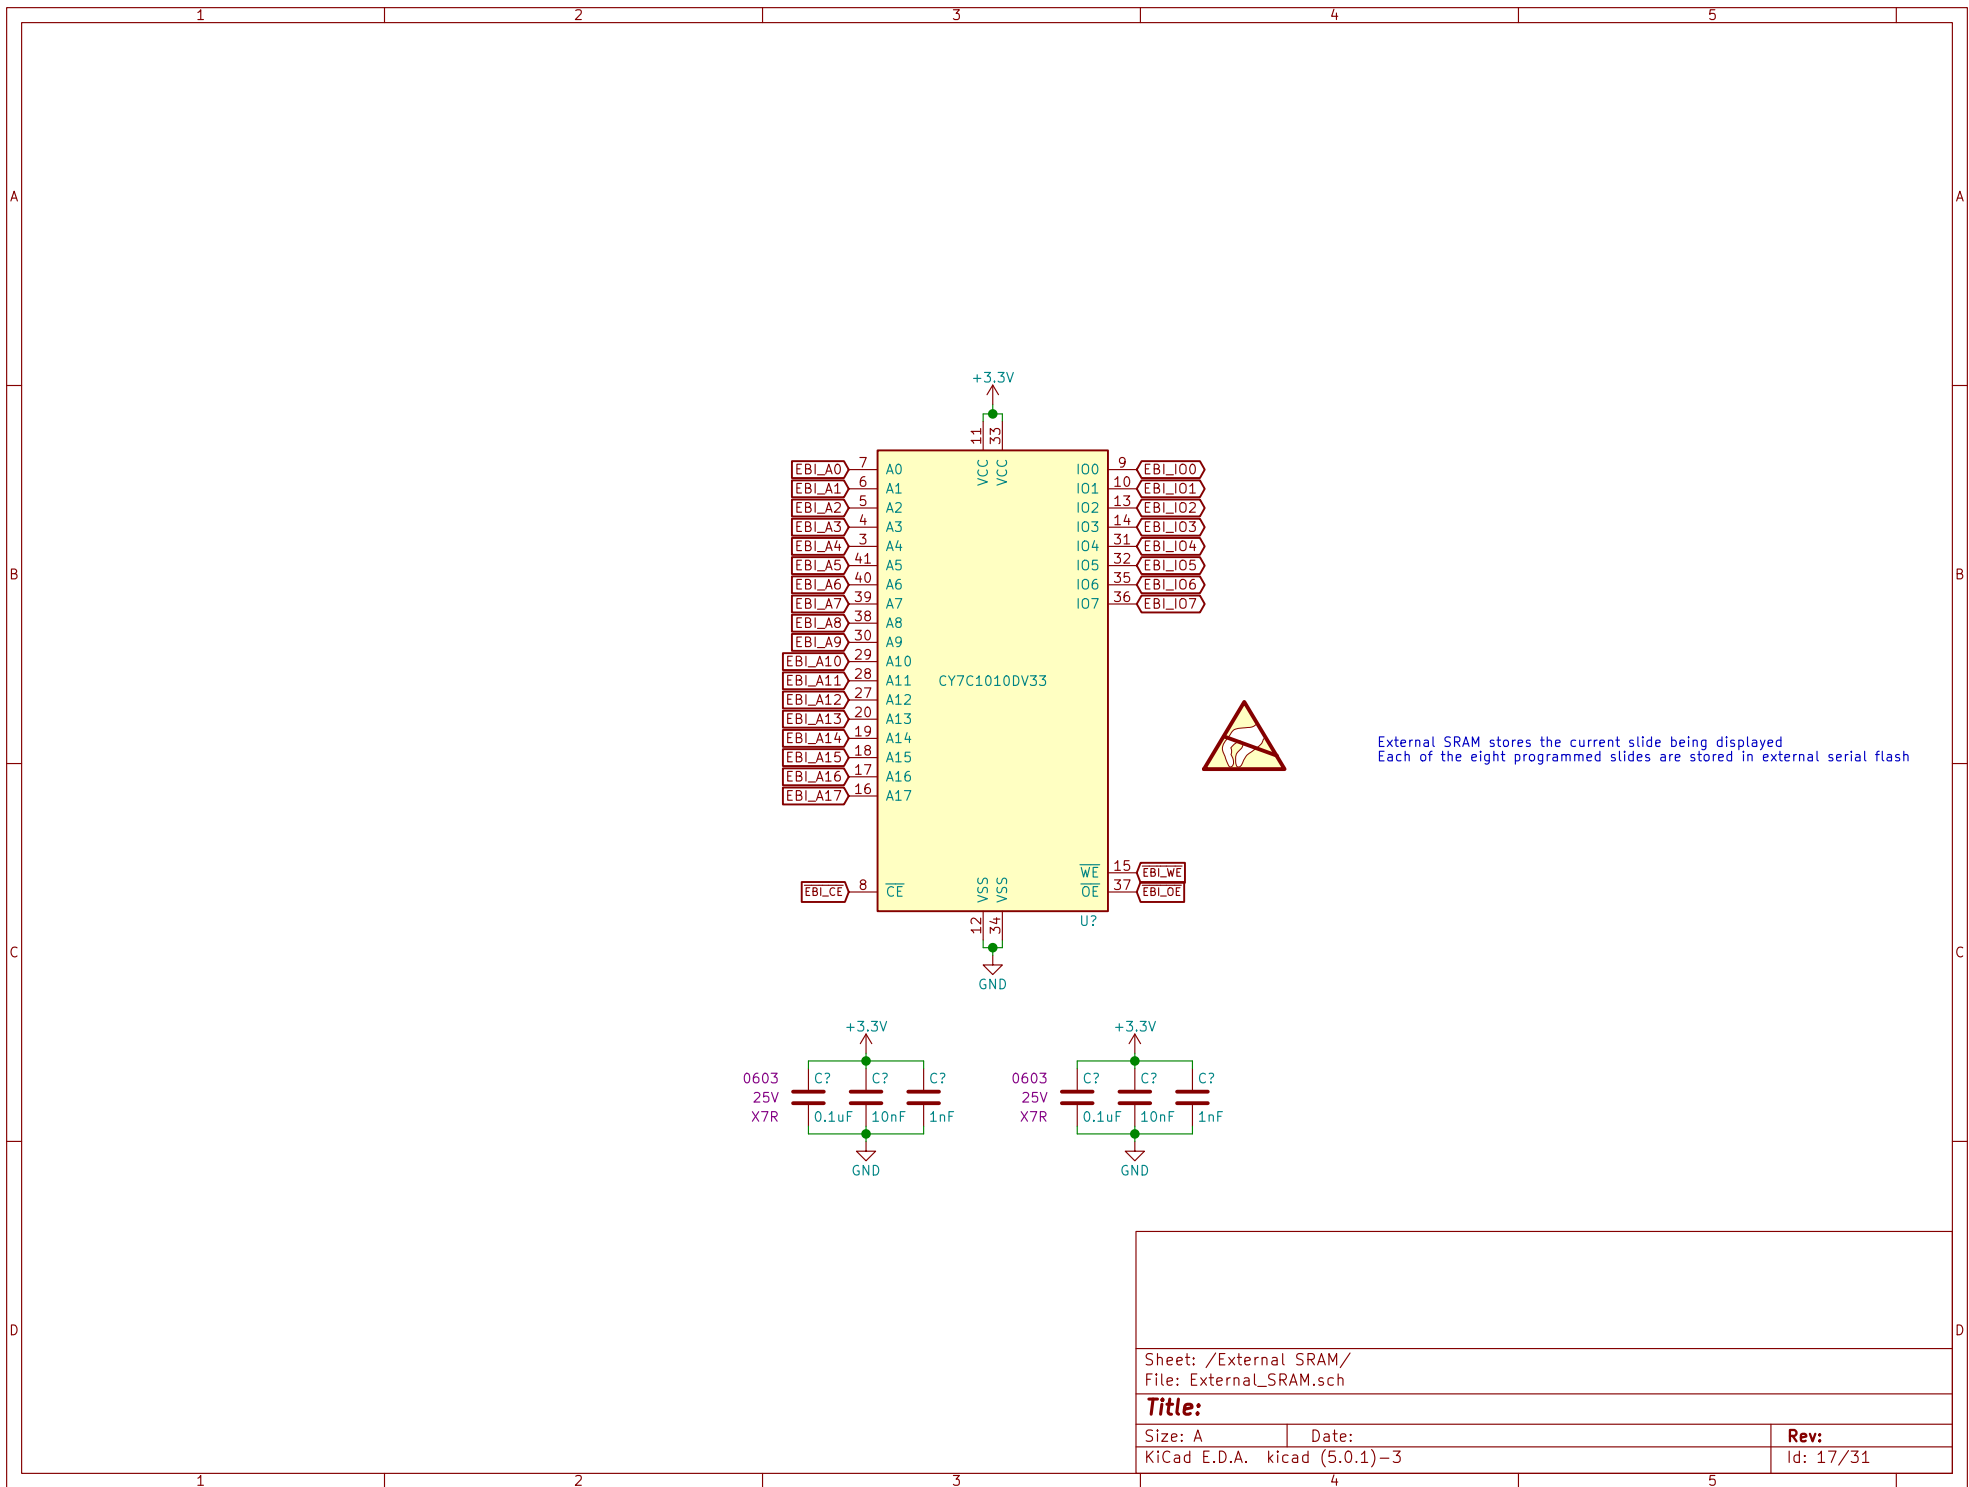 1 2 3 4 5
A A
+3.3V
11 33
VCC VCC
EBI_A0 7 A0 IO0 9 EBI_IO0
EBI_A1 6 A1 IO1 10 EBI_IO1
EBI_A2 5 A2 IO2 13 EBI_IO2
EBI_A3 4 A3 IO3 14 EBI_IO3
EBI_A4 3 A4 IO4 31 EBI_IO4
EBI_A5 41 A5 IO5 32 EBI_IO5
B B
EBI_A6 40 A6 IO6 35 EBI_IO6
EBI_A7 39 A7 IO7 36 EBI_IO7
EBI_A8 38 A8
EBI_A9 30 A9
EBI_A10 29 A10
EBI_A11 28 A11 CY7C1010DV33
EBI_A12 27 A12
EBI_A13 20 A13
EBI_A14 19 A14
EBI_A15 18 A15
EBI_A16 17 A16
EBI_A17 16 A17
External SRAM stores the current slide being displayed
Each of the eight programmed slides are stored in external serial flash
WE 15 EBI_WE
EBI_CE 8 CE VSS VSS OE 37 EBI_OE
12 34 U?
C C
GND
+3.3V +3.3V
0603 C? C? C? 0603 C? C? C?
25V 25V
X7R 0.1uF 10nF 1nF X7R 0.1uF 10nF 1nF
GND GND
D D
Sheet: /External SRAM/
File: External_SRAM.sch
Title:
Size: A Date: Rev:
KiCad E.D.A. kicad (5.0.1)-3 Id: 17/31
1 2 3 4 5